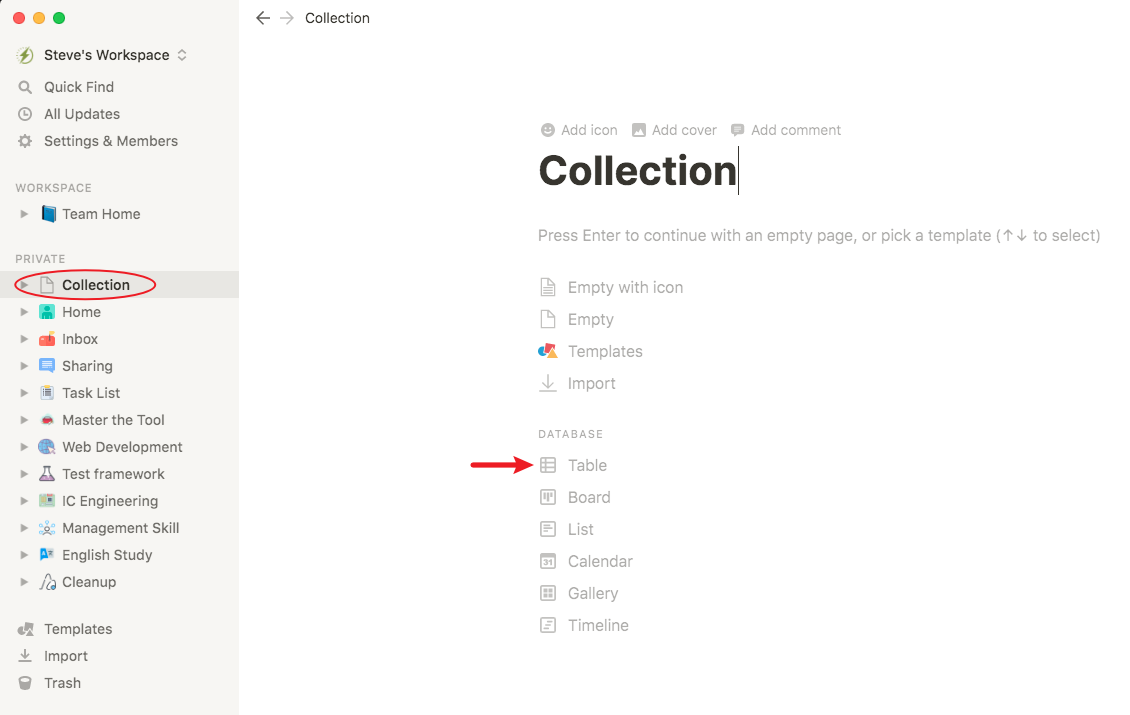 Collection
Steve's Workspace
Quick Find
All Updates
Settings & Members
WORKSPACE
Team Home
PRIVATE
Collection
Home
Inbox
Sharing
Task List
Master the Tool
Web Development
Test framework
IC Engineering
Management Skill
English Study
Cleanup
Templates
Import
Trash
Add icon Add cover Add comment
Collection
Press Enter to continue with an empty page, or pick a template (↑↓ to select)
Empty with icon
Empty
Templates
Import
DATABASE
Table
Board
List
31 Calendar
Gallery
Timeline